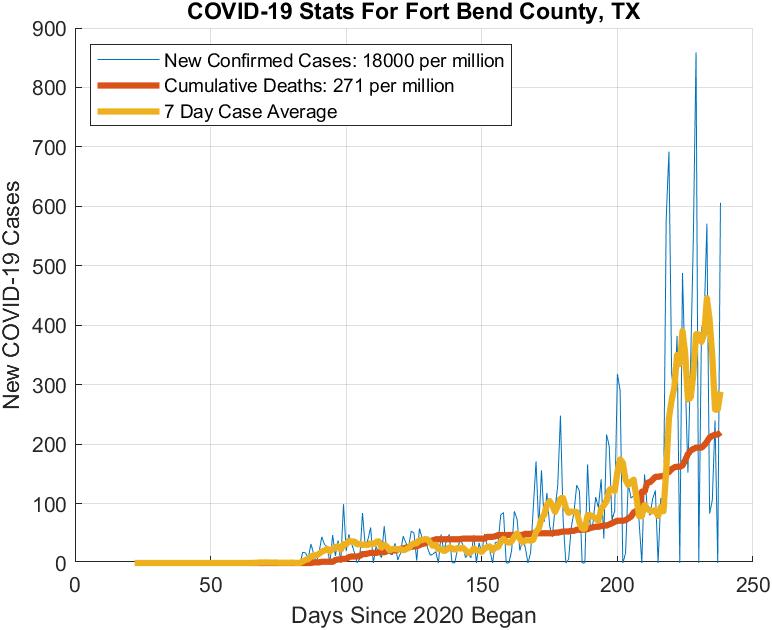 COVID-19 Stats For Fort Bend County, TX
New Confirmed Cases: 18000 per million
Cumulative Deaths: 271 per million
7 Day Case Average
New COVID-19 Cases
900
800
700
600
500
400
300
200
100
0
0 50 100 150 200 250
Days Since 2020 Began